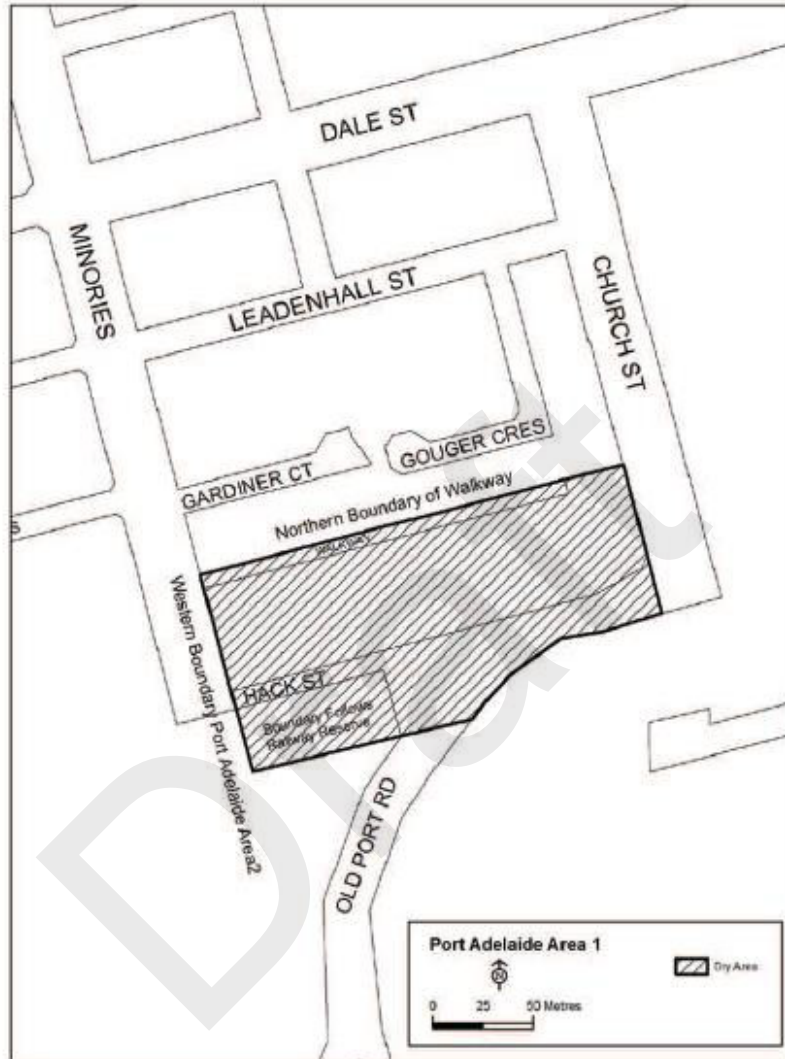 DALE ST
MINORIES
LEADENHALL ST
CHURCH ST
GARDINER CT
GOUGER CRES
Northern Boundary of Walkway
WALKWAY
HACK ST
Boundary Follows
Railway Reserve
Western Boundary Port Adelaide Area2
OLD PORT RD
Draft
S
Port Adelaide Area 1
N
Dry Area
0 25 50 Metres